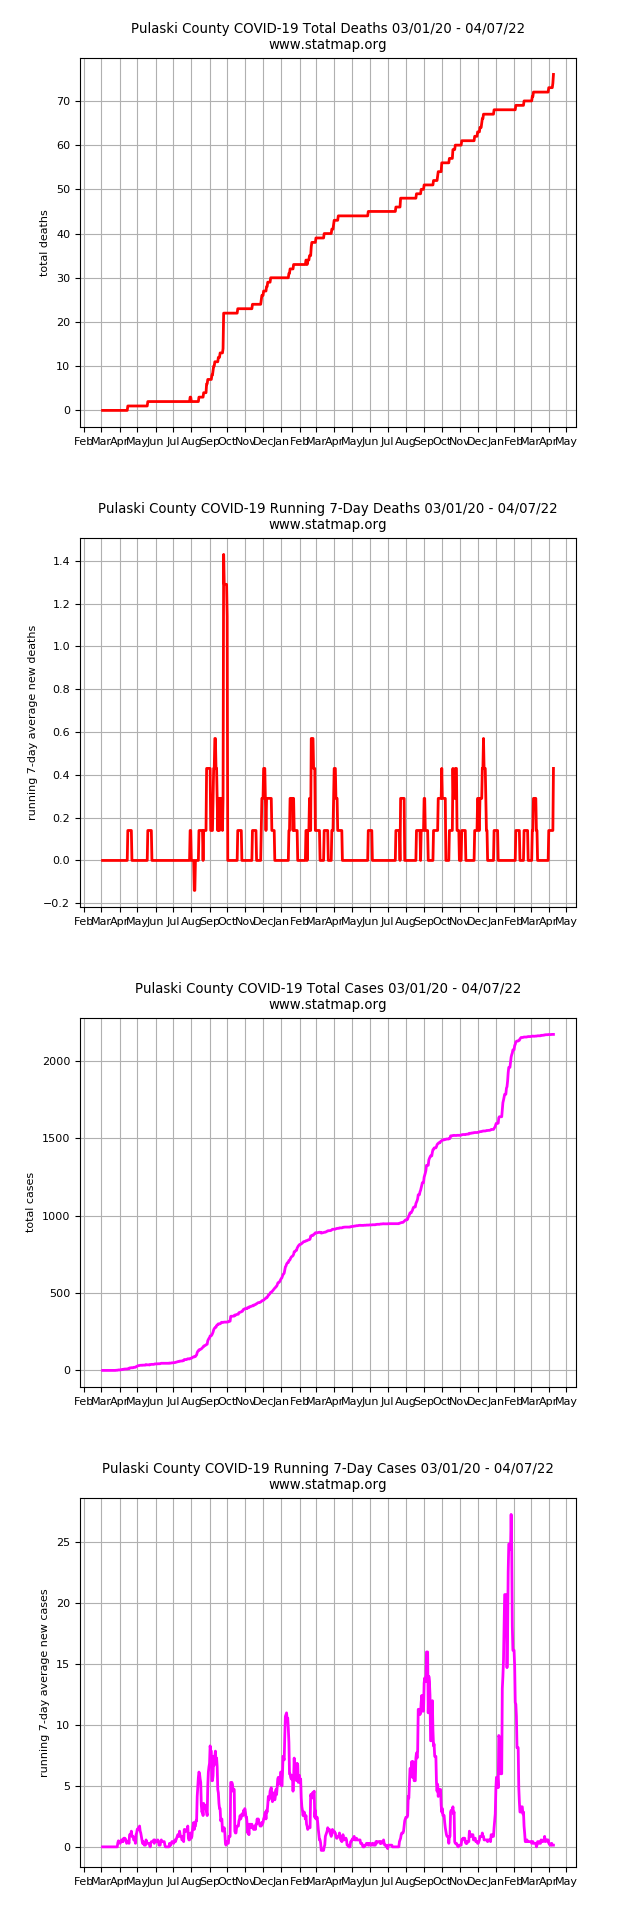 Pulaski County COVID-19 Total Deaths 03/01/20 - 04/07/22
www.statmap.org
total deaths
70
60
50
40
30
20
10
0
Feb Mar Apr May Jun Jul Aug Sep Oct Nov Dec Jan Feb Mar Apr May Jun Jul Aug Sep Oct Nov Dec Jan Feb Mar Apr May
Pulaski County COVID-19 Running 7-Day Deaths 03/01/20 - 04/07/22
www.statmap.org
running 7-day average new deaths
1.4
1.2
1.0
0.8
0.6
0.4
0.2
0.0
−0.2
Feb Mar Apr May Jun Jul Aug Sep Oct Nov Dec Jan Feb Mar Apr May Jun Jul Aug Sep Oct Nov Dec Jan Feb Mar Apr May
Pulaski County COVID-19 Total Cases 03/01/20 - 04/07/22
www.statmap.org
total cases
2000
1500
1000
500
0
Feb Mar Apr May Jun Jul Aug Sep Oct Nov Dec Jan Feb Mar Apr May Jun Jul Aug Sep Oct Nov Dec Jan Feb Mar Apr May
Pulaski County COVID-19 Running 7-Day Cases 03/01/20 - 04/07/22
www.statmap.org
running 7-day average new cases
25
20
15
10
5
0
Feb Mar Apr May Jun Jul Aug Sep Oct Nov Dec Jan Feb Mar Apr May Jun Jul Aug Sep Oct Nov Dec Jan Feb Mar Apr May